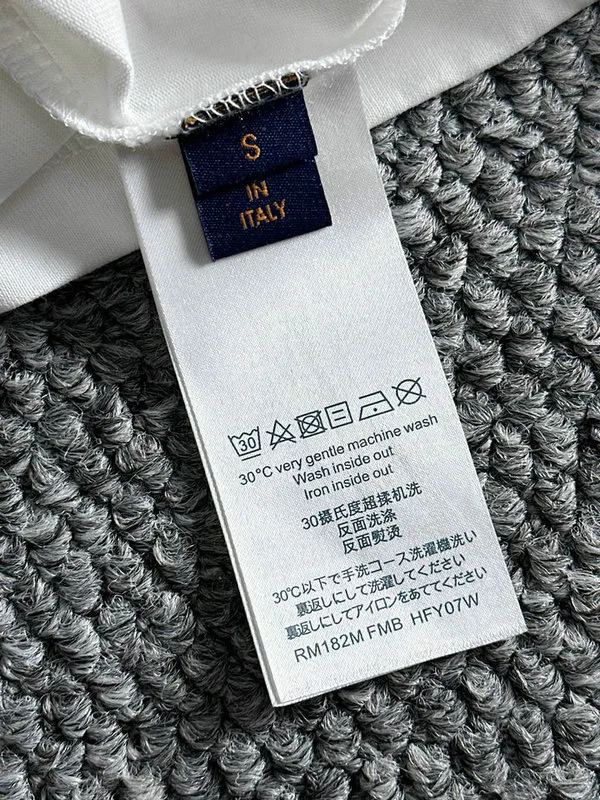 S
IN
ITALY
30
30°C very gentle machine wash
Wash inside out
Iron inside out
30摄氏度超揉机洗
反面洗涤
反面熨烫
30℃以下で手洗コース洗濯機洗い
裏返しにして洗濯してください
裏返しにしてアイロンをあててください
RM182M FMB HFY07W